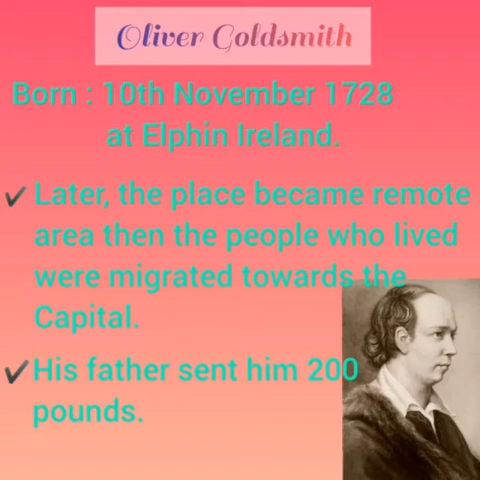 Oliver Goldsmith
Born : 10th November 1728
at Elphin Ireland.
✔ Later, the place became remote
area then the people who lived
were migrated towards the
Capital.
✔ His father sent him 200
pounds.